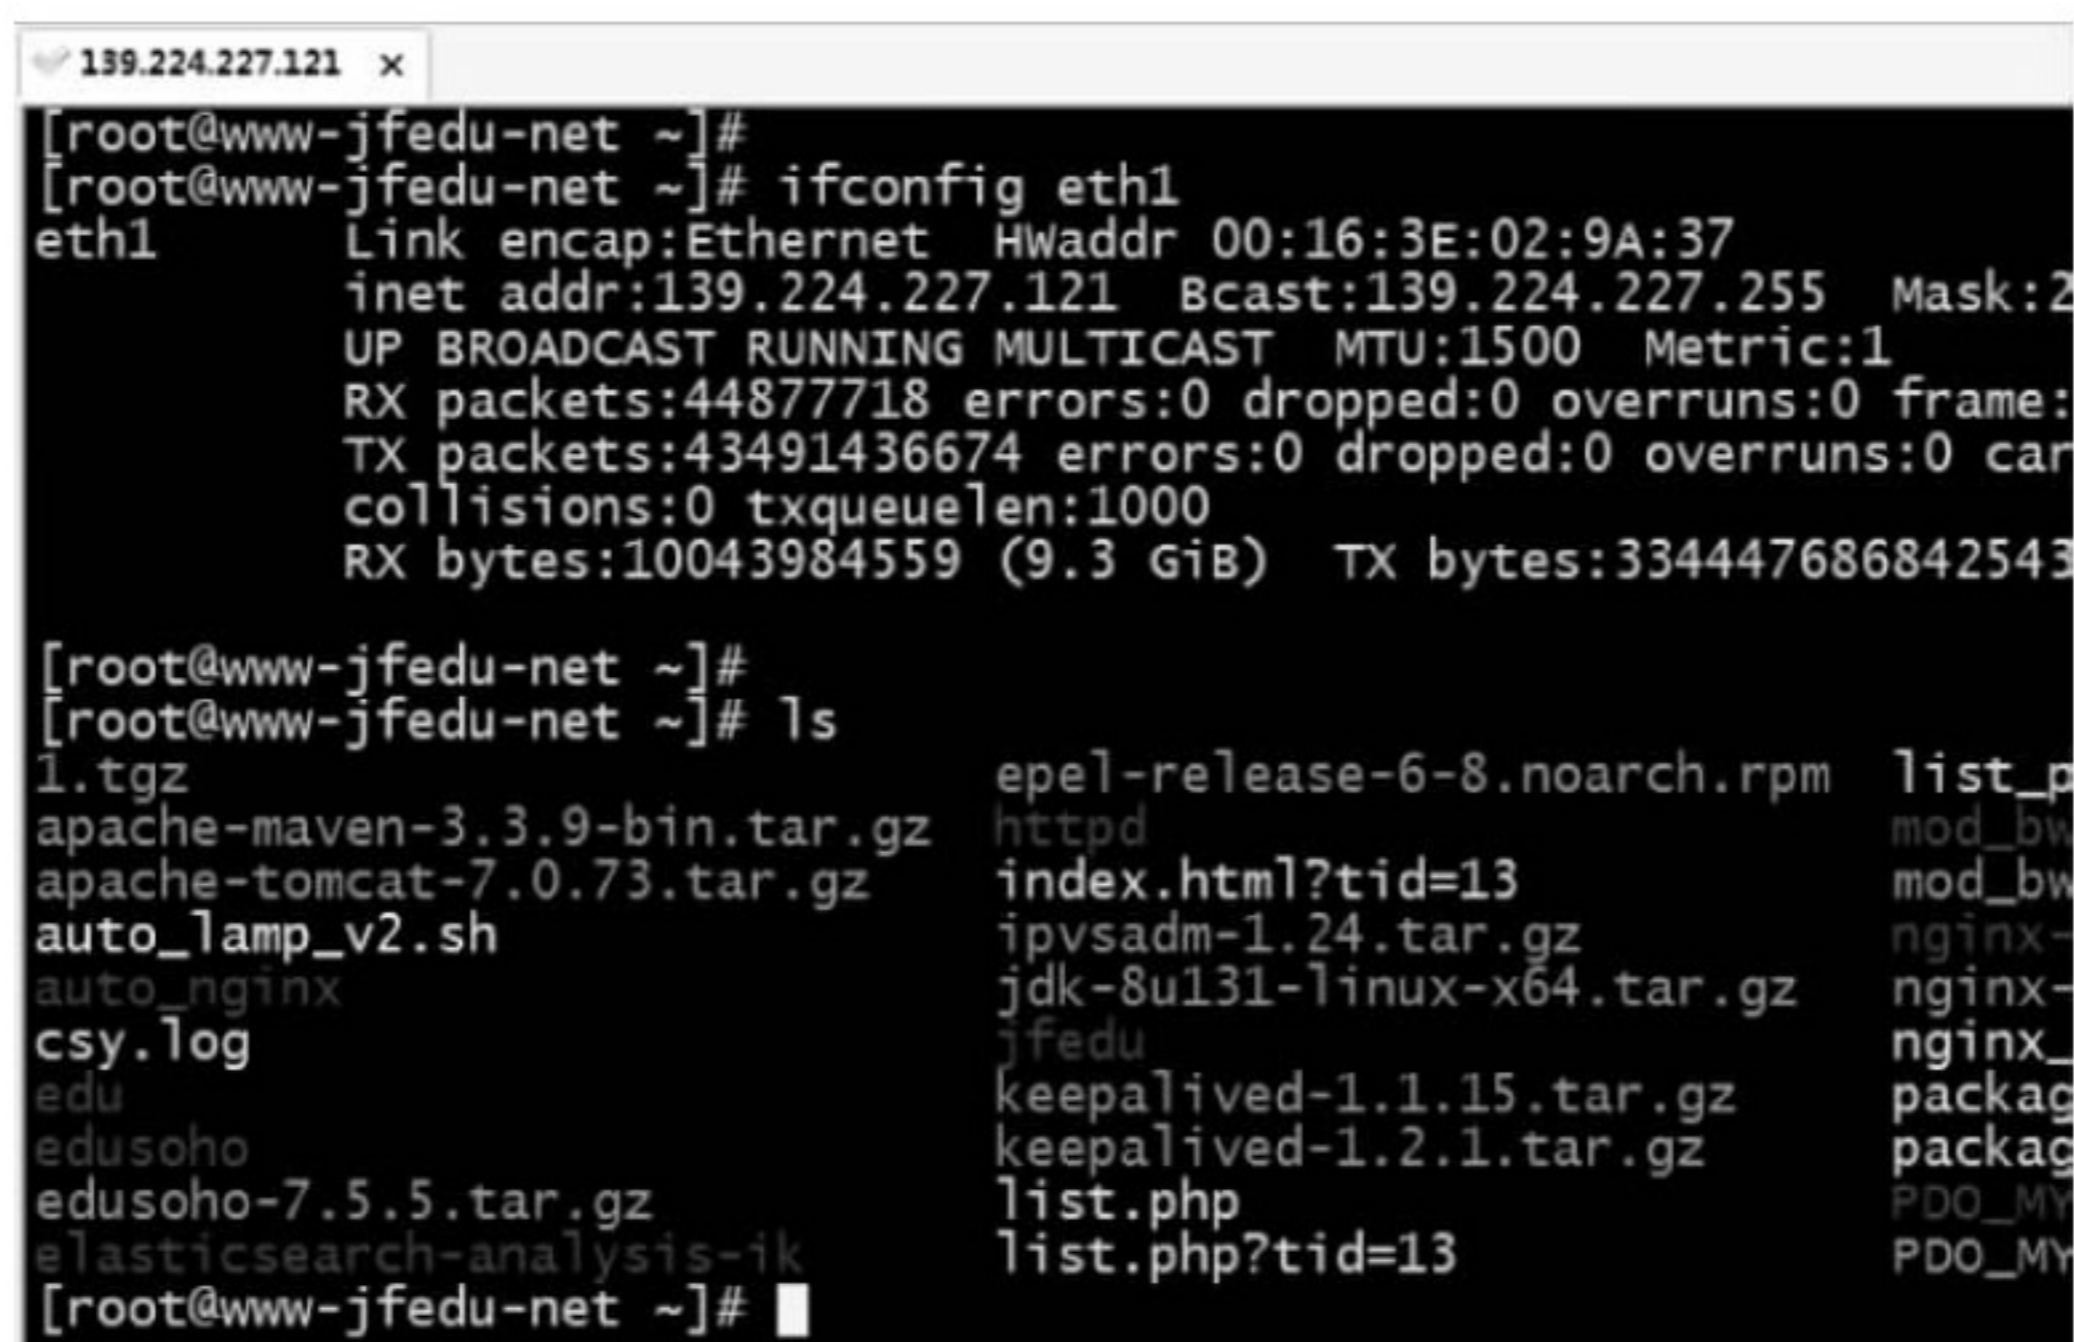 139.224.227.121 ×
[root@www-jfedu-net ~]#
[root@www-jfedu-net ~]# ifconfig eth1
eth1 Link encap:Ethernet HWaddr 00:16:3E:02:9A:37
inet addr:139.224.227.121 Bcast:139.224.227.255 Mask:2
UP BROADCAST RUNNING MULTICAST MTU:1500 Metric:1
RX packets:44877718 errors:0 dropped:0 overruns:0 frame:
TX packets:43491436674 errors:0 dropped:0 overruns:0 car
collisions:0 txqueuelen:1000
RX bytes:10043984559 (9.3 GiB) TX bytes:334447686842543
[root@www-jfedu-net ~]#
[root@www-jfedu-net ~]# ls
1.tgz epel-release-6-8.noarch.rpm list_p
apache-maven-3.3.9-bin.tar.gz httpd mod_bw
apache-tomcat-7.0.73.tar.gz index.html?tid=13 mod_bw
auto_lamp_v2.sh ipvsadm-1.24.tar.gz nginx-
auto_nginx jdk-8u131-linux-x64.tar.gz nginx-
csy.log jfedu nginx_
edu keepalived-1.1.15.tar.gz packag
edusoho keepalived-1.2.1.tar.gz packag
edusoho-7.5.5.tar.gz list.php PDO_MY
elasticsearch-analysis-ik list.php?tid=13 PDO_MY
[root@www-jfedu-net ~]#